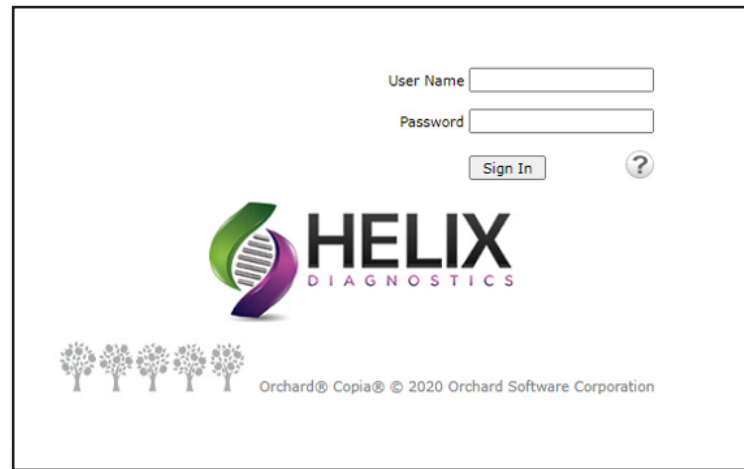 User Name
Password
Sign In
?
HELIX
DIAGNOSTICS
Orchard® Copia® © 2020 Orchard Software Corporation